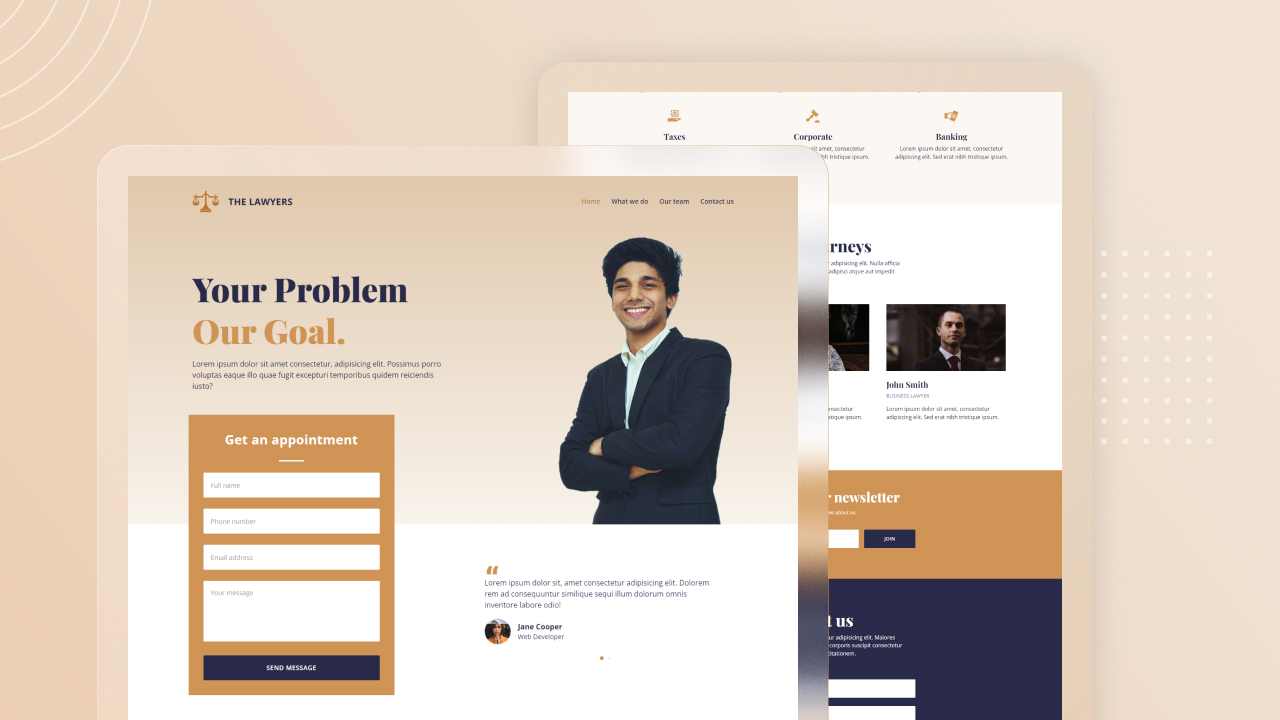 THE LAWYERS
Home What we do Our team Contact us
Your Problem
Our Goal.
Lorem ipsum dolor sit amet consectetur, adipisicing elit. Possimus porro
voluptas eaque illo quae fugit excepturi temporibus quidem reiciendis
iusto?
Get an appointment
Full name
Phone number
Email address
Your message
SEND MESSAGE
“
Lorem ipsum dolor sit, amet consectetur adipisicing elit. Dolorem
rem ad consequuntur similique sequi illum dolorum omnis
inventore labore odio!
Jane Cooper
Web Developer
Taxes Corporate Banking
sit amet, consectetur Lorem ipsum dolor sit amet, consectetur
nibh tristique ipsum. adipiscing elit. Sed erat nibh tristique ipsum.
rneys
adipisicing elit. Nulla officia
adipisci atque aut impedit
John Smith
BUSINESS LAWYER
nsectetur Lorem ipsum dolor sit amet, consectetur
stique ipsum. adipiscing elit. Sed erat nibh tristique ipsum.
r newsletter
ws about us.
JOIN
t us
ur adipisicing elit. Maiores
corporis suscipit consectetur
citationem.